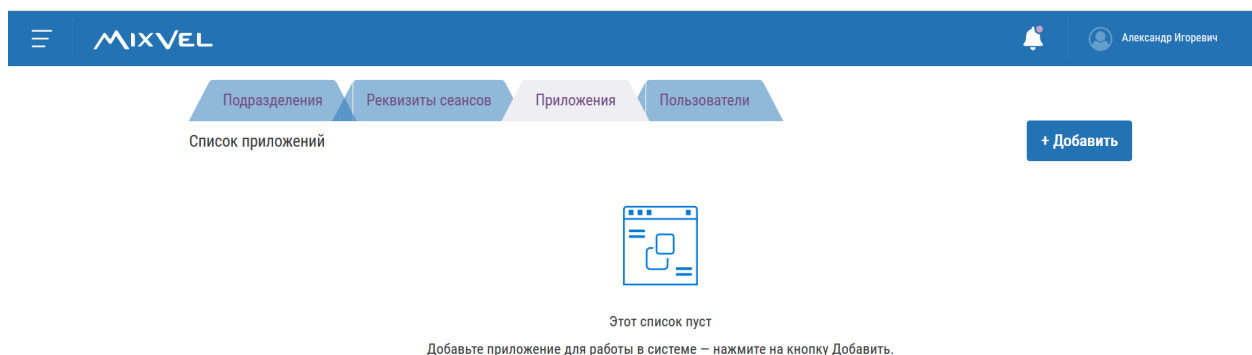 MIXVEL
Александр Игоревич
Подразделения Реквизиты сеансов Приложения Пользователи
Список приложений
+ Добавить
Этот список пуст
Добавьте приложение для работы в системе — нажмите на кнопку Добавить.